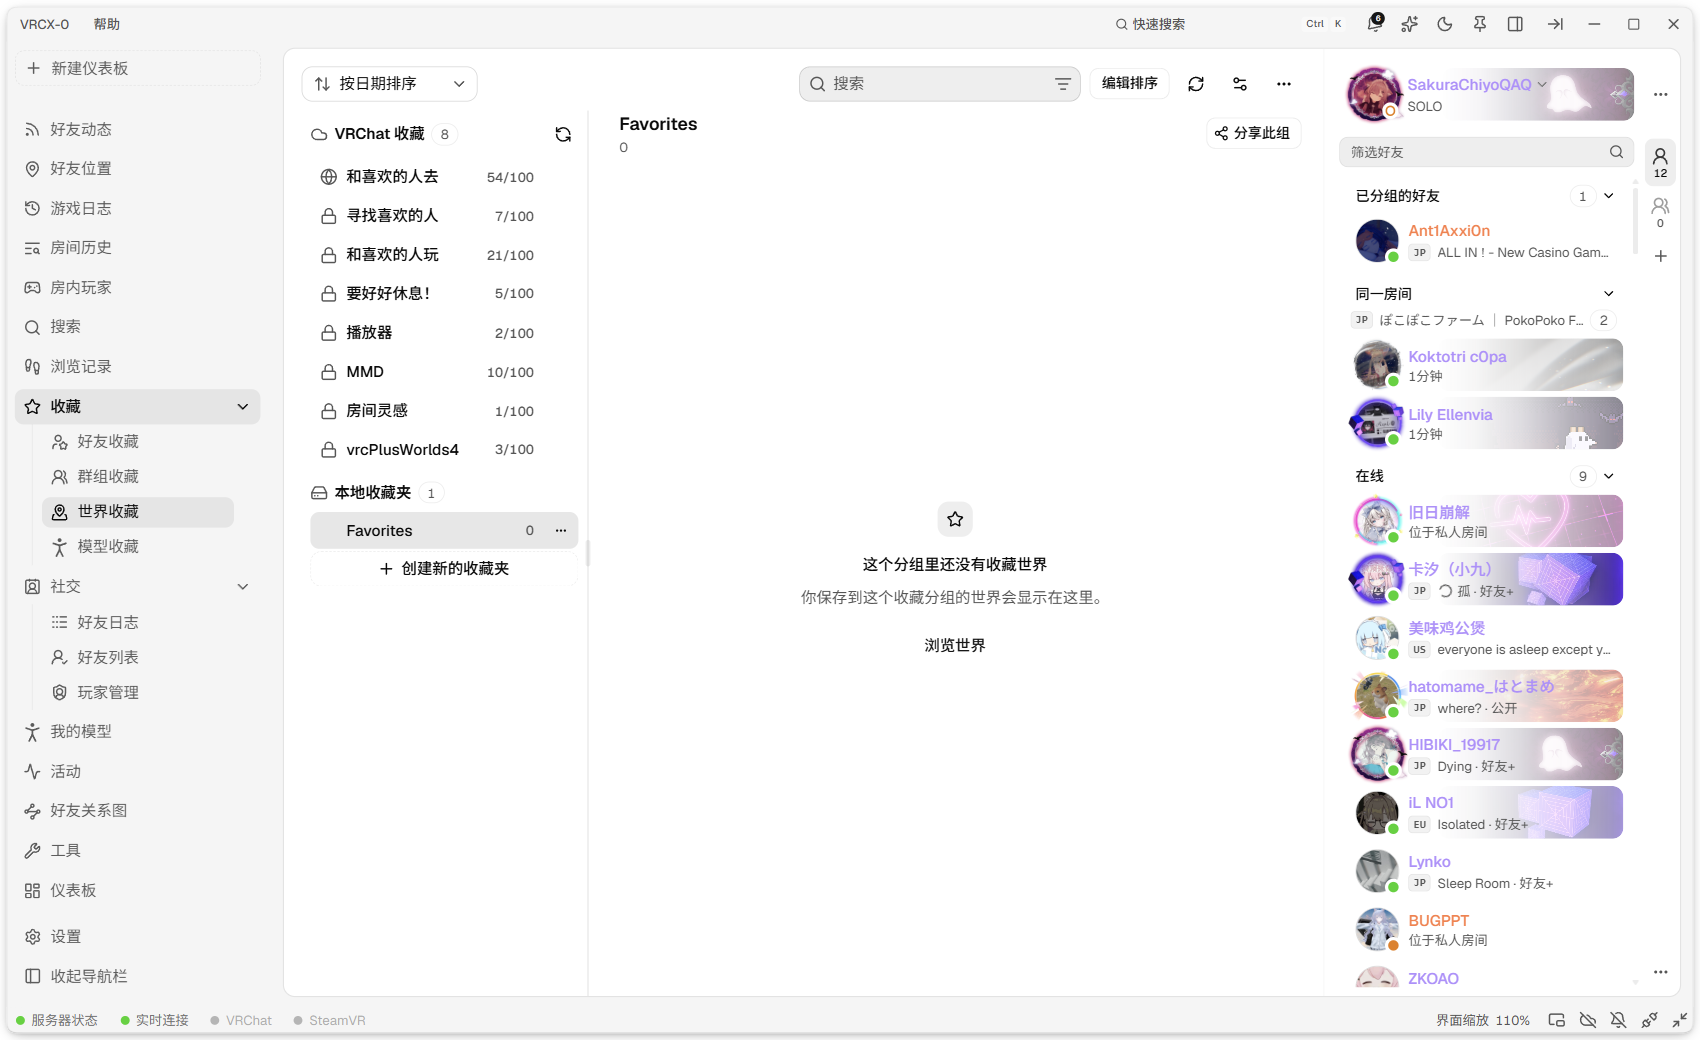 VRCX-0
帮助
快速搜索
Ctrl K
6
新建仪表板
好友动态
好友位置
游戏日志
房间历史
房内玩家
搜索
浏览记录
收藏
好友收藏
群组收藏
世界收藏
模型收藏
社交
好友日志
好友列表
玩家管理
我的模型
活动
好友关系图
工具
仪表板
设置
收起导航栏
按日期排序
搜索
编辑排序
VRChat 收藏 8
和喜欢的人去 54/100
寻找喜欢的人 7/100
和喜欢的人玩 21/100
要好好休息！ 5/100
播放器 2/100
MMD 10/100
房间灵感 1/100
vrcPlusWorlds4 3/100
本地收藏夹 1
Favorites 0
创建新的收藏夹
Favorites
0
分享此组
这个分组里还没有收藏世界
你保存到这个收藏分组的世界会显示在这里。
浏览世界
SakuraChiyoQAQ
SOLO
筛选好友
12
0
已分组的好友 1
Ant1Axxi0n
JP ALL IN ! - New Casino Gam...
同一房间
JP ぽこぽこファーム｜PokoPoko F... 2
Koktotri c0pa
1分钟
Lily Ellenvia
1分钟
在线 9
旧日崩解
位于私人房间
卡汐（小九）
JP 孤 · 好友+
美味鸡公煲
US everyone is asleep except y...
hatomame_はとまめ
JP where? · 公开
HIBIKI_19917
JP Dying · 好友+
iL NO1
EU Isolated · 好友+
Lynko
JP Sleep Room · 好友+
BUGPPT
位于私人房间
ZKOAO
服务器状态
实时连接
VRChat
SteamVR
界面缩放 110%